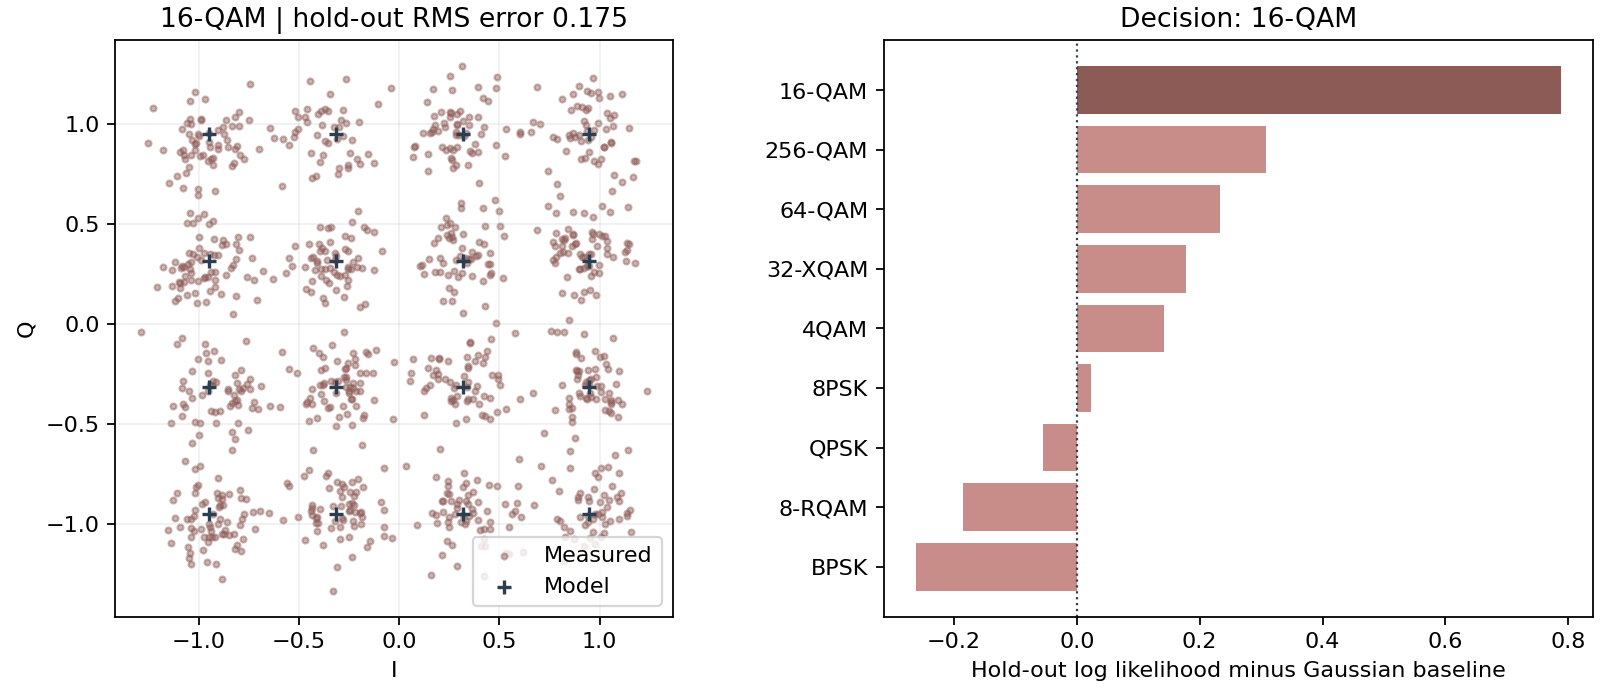 16-QAM | hold-out RMS error 0.175
1.0
0.5
0.0
−0.5
−1.0
Q
−1.0
−0.5
0.0
0.5
1.0
I
Measured
Model
Decision: 16-QAM
16-QAM
256-QAM
64-QAM
32-XQAM
4QAM
8PSK
QPSK
8-RQAM
BPSK
−0.2
0.0
0.2
0.4
0.6
0.8
Hold-out log likelihood minus Gaussian baseline